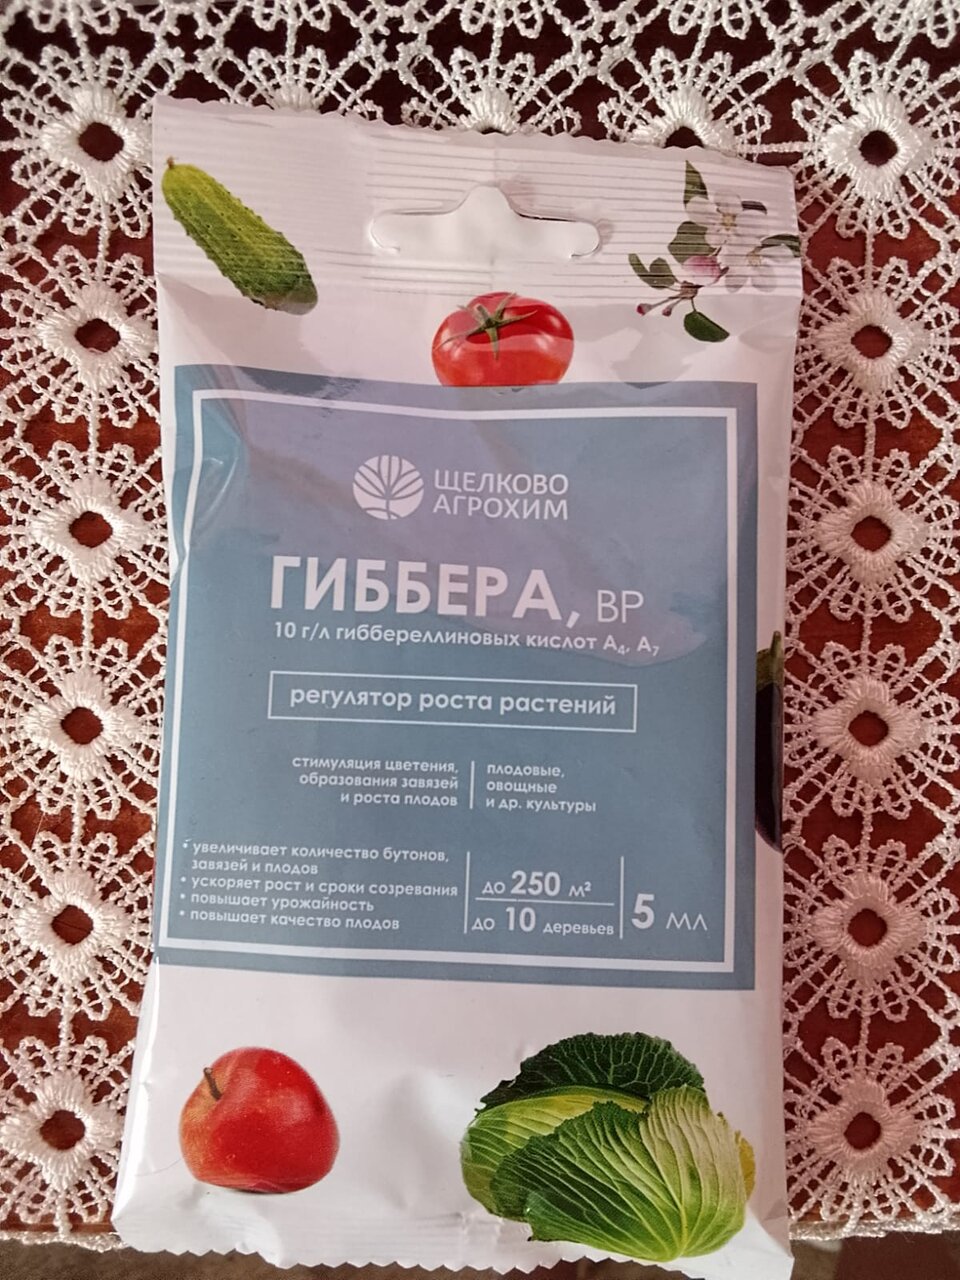 ЩЕЛКОВО
АГРОХИМ
ГИББЕРА, ВР
10 г/л гиббереллиновых кислот А₄, А₇
регулятор роста растений
стимуляция цветения,
образования завязей
и роста плодов
плодовые,
овощные
и др. культуры
• увеличивает количество бутонов,
завязей и плодов
• ускоряет рост и сроки созревания
• повышает урожайность
• повышает качество плодов
до 250 м²
до 10 деревьев
5 мл